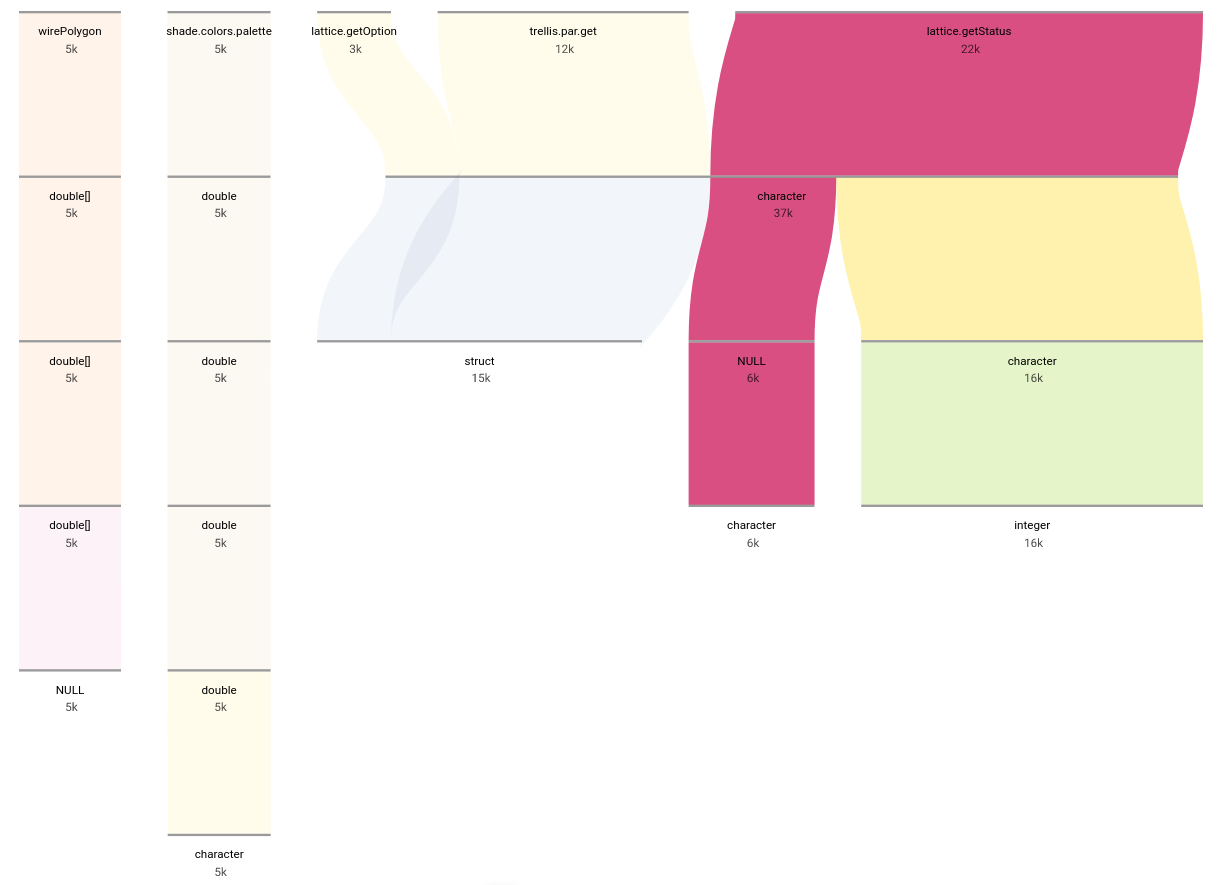 wirePolygon
5k
shade.colors.palette
5k
lattice.getOption
3k
trellis.par.get
12k
lattice.getStatus
22k
double[]
5k
double
5k
character
37k
double[]
5k
double
5k
struct
15k
NULL
6k
character
16k
double[]
5k
double
5k
character
6k
integer
16k
NULL
5k
double
5k
character
5k